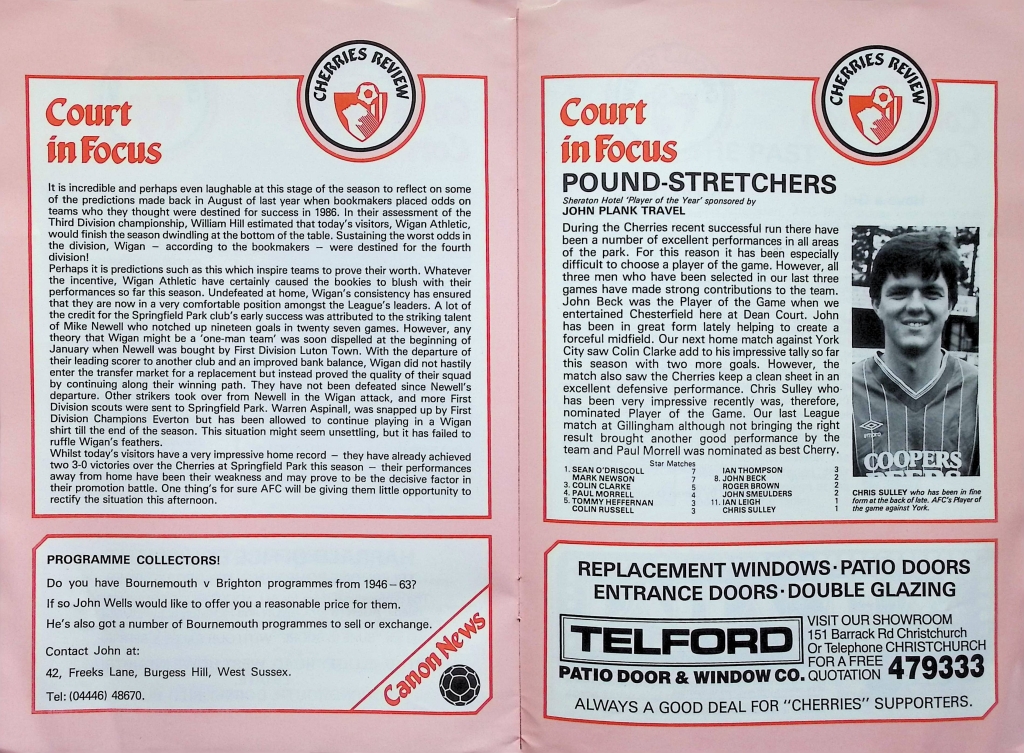 CHERRIES REVIEW
Court
in Focus
It is incredible and perhaps even laughable at this stage of the season to reflect on some
of the predictions made back in August of last year when bookmakers placed odds on
teams who they thought were destined for success in 1986. In their assessment of the
Third Division championship, William Hill estimated that today's visitors, Wigan Athletic,
would finish the season dwindling at the bottom of the table. Sustaining the worst odds in
the division, Wigan – according to the bookmakers – were destined for the fourth
division!
Perhaps it is predictions such as this which inspire teams to prove their worth. Whatever
the incentive, Wigan Athletic have certainly caused the bookies to blush with their
performances so far this season. Undefeated at home, Wigan's consistency has ensured
that they are now in a very comfortable position amongst the League's leaders. A lot of
the credit for the Springfield Park club's early success was attributed to the striking talent
of Mike Newell who notched up nineteen goals in twenty seven games. However, any
theory that Wigan might be a 'one-man team' was soon dispelled at the beginning of
January when Newell was bought by First Division Luton Town. With the departure of
their leading scorer to another club and an improved bank balance, Wigan did not hastily
enter the transfer market for a replacement but instead proved the quality of their squad
by continuing along their winning path. They have not been defeated since Newell's
departure. Other strikers took over from Newell in the Wigan attack, and more First
Division scouts were sent to Springfield Park. Warren Aspinall, was snapped up by First
Division Champions Everton but has been allowed to continue playing in a Wigan
shirt till the end of the season. This situation might seem unsettling, but it has failed to
ruffle Wigan's feathers.
Whilst today's visitors have a very impressive home record – they have already achieved
two 3-0 victories over the Cherries at Springfield Park this season – their performances
away from home have been their weakness and may prove to be the decisive factor in
their promotion battle. One thing's for sure AFC will be giving them little opportunity to
rectify the situation this afternoon.
PROGRAMME COLLECTORS!
Do you have Bournemouth v Brighton programmes from 1946–63?
If so John Wells would like to offer you a reasonable price for them.
He's also got a number of Bournemouth programmes to sell or exchange.
Contact John at:
42, Freeks Lane, Burgess Hill, West Sussex.
Tel: (04446) 48670.
Canon News
CHERRIES REVIEW
Court
in Focus
POUND-STRETCHERS
Sheraton Hotel 'Player of the Year' sponsored by
JOHN PLANK TRAVEL
During the Cherries recent successful run there have
been a number of excellent performances in all areas
of the park. For this reason it has been especially
difficult to choose a player of the game. However, all
three men who have been selected in our last three
games have made strong contributions to the team.
John Beck was the Player of the Game when we
entertained Chesterfield here at Dean Court. John
has been in great form lately helping to create a
forceful midfield. Our next home match against York
City saw Colin Clarke add to his impressive tally so far
this season with two more goals. However, the
match also saw the Cherries keep a clean sheet in an
excellent defensive performance. Chris Sulley who
has been very impressive recently was, therefore,
nominated Player of the Game. Our last League
match at Gillingham although not bringing the right
result brought another good performance by the
team and Paul Morrell was nominated as best Cherry.
Star Matches
1. SEAN O'DRISCOLL 7
MARK NEWSON 7
3. COLIN CLARKE 5
4. PAUL MORRELL 4
5. TOMMY HEFFERNAN 3
COLIN RUSSELL 3
IAN THOMPSON 3
8. JOHN BECK 2
ROGER BROWN 2
JOHN SMEULDERS 2
11. IAN LEIGH 1
CHRIS SULLEY 1
umbro
COOPERS
CHRIS SULLEY who has been in fine
form at the back of late. AFC's Player of
the game against York.
REPLACEMENT WINDOWS · PATIO DOORS
ENTRANCE DOORS · DOUBLE GLAZING
TELFORD
PATIO DOOR & WINDOW CO.
VISIT OUR SHOWROOM
151 Barrack Rd Christchurch
Or Telephone CHRISTCHURCH
FOR A FREE
QUOTATION 479333
ALWAYS A GOOD DEAL FOR "CHERRIES" SUPPORTERS.